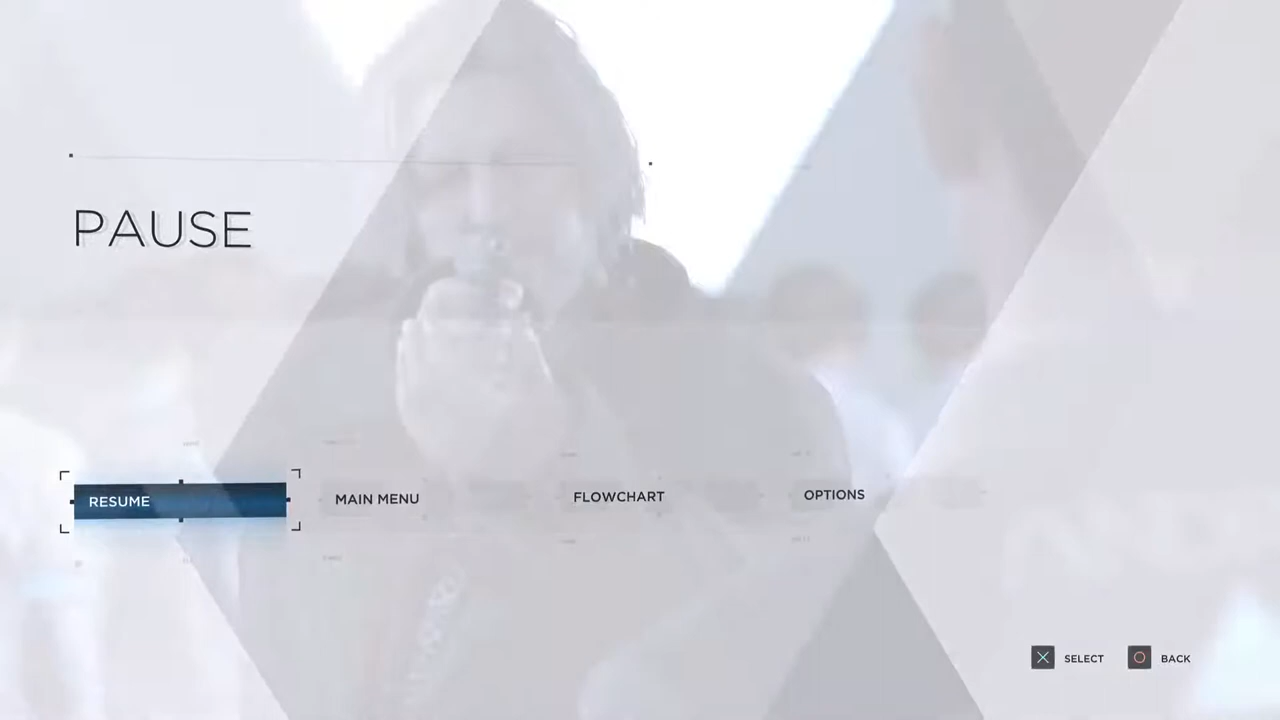 PAUSE
RESUME
MAIN MENU
FLOWCHART
OPTIONS
SELECT
BACK